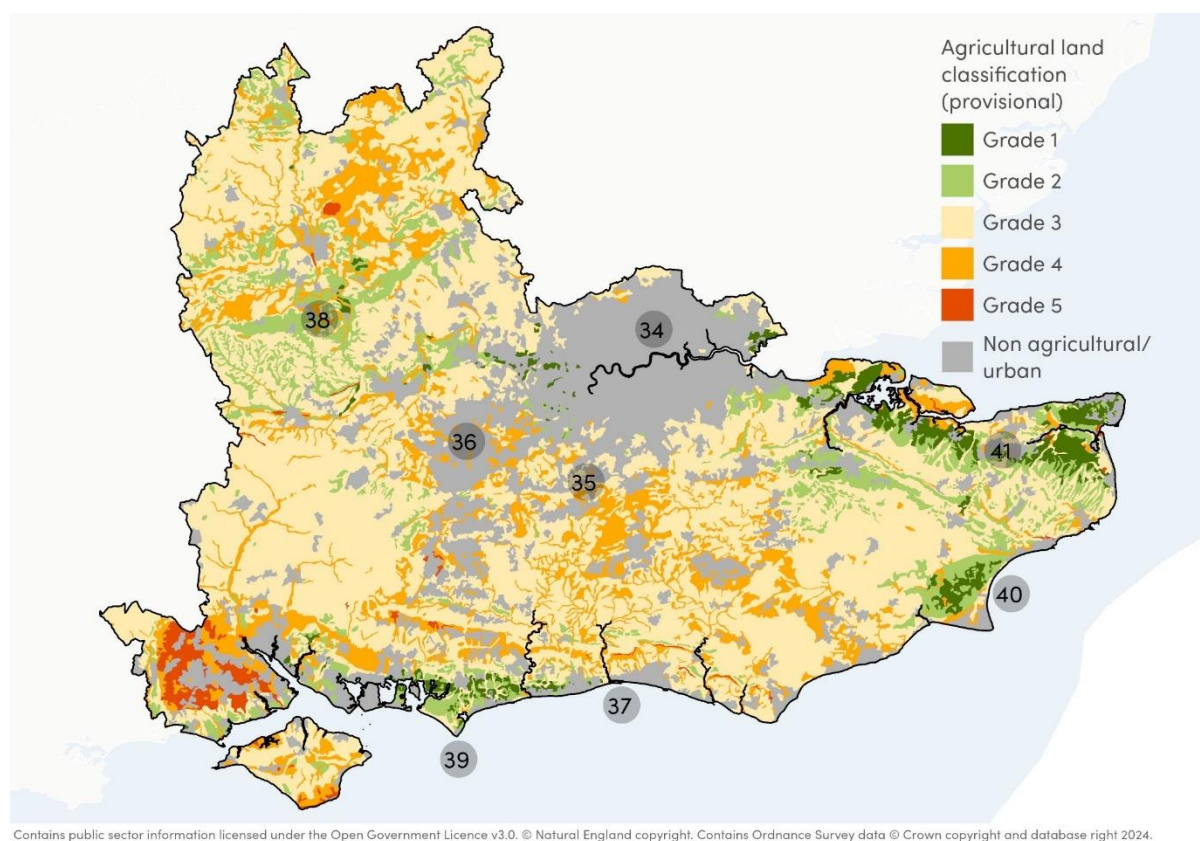 Agricultural land
classification
(provisional)
Grade 1
Grade 2
Grade 3
Grade 4
Grade 5
Non agricultural/
urban
38
34
36
41
35
40
37
39
Contains public sector information licensed under the Open Government Licence v3.0. © Natural England copyright. Contains Ordnance Survey data © Crown copyright and database right 2024.